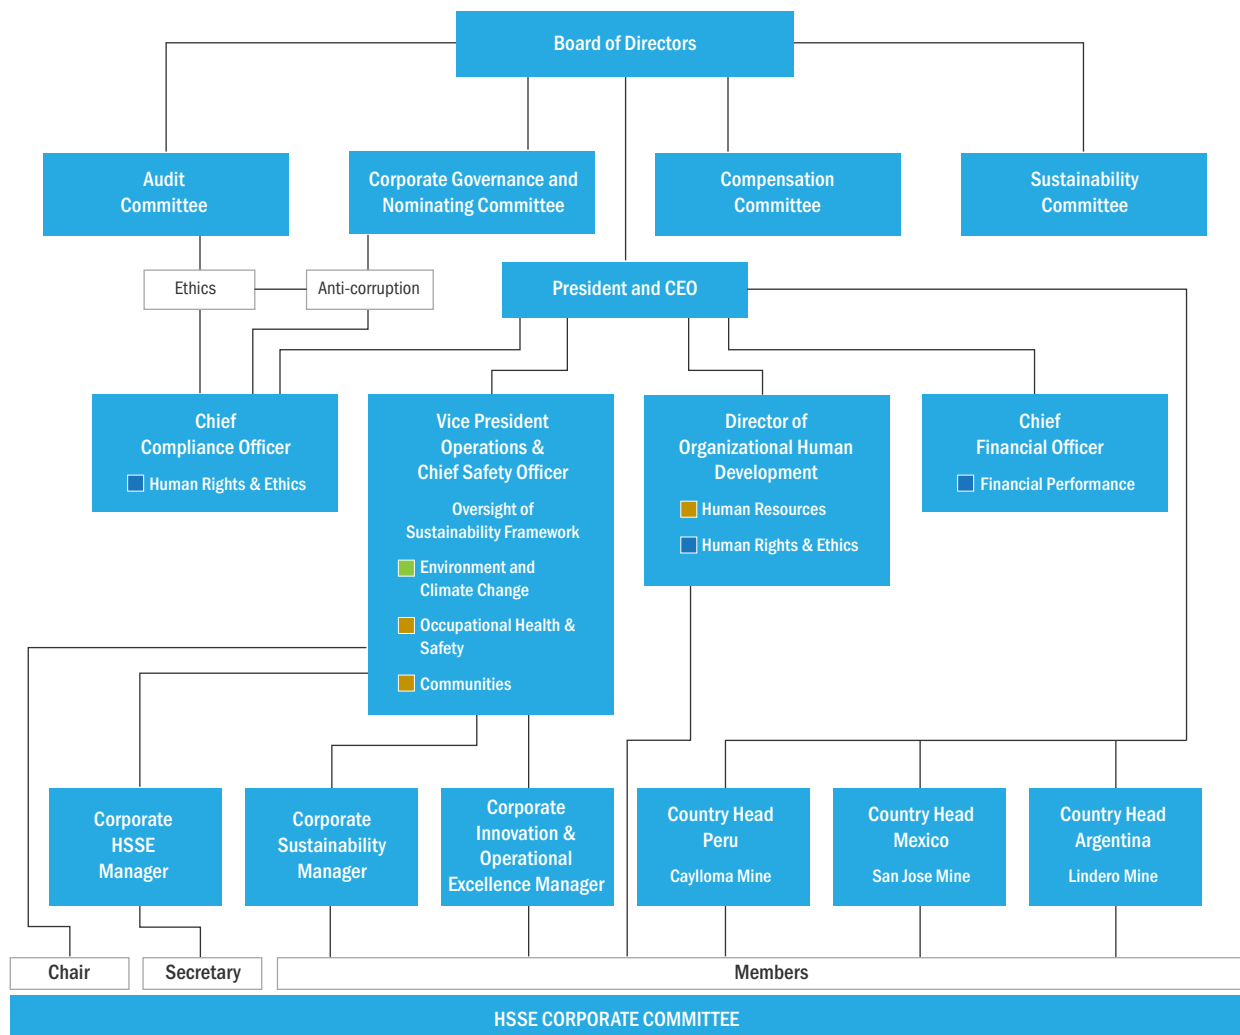 Board of Directors
Audit
Committee
Corporate Governance and
Nominating Committee
Compensation
Committee
Sustainability
Committee
Ethics
Anti-corruption
President and CEO
Chief
Compliance Officer
Human Rights & Ethics
Vice President
Operations &
Chief Safety Officer
Oversight of
Sustainability Framework
Environment and
Climate Change
Occupational Health &
Safety
Communities
Director of
Organizational Human
Development
Human Resources
Human Rights & Ethics
Chief
Financial Officer
Financial Performance
Corporate
HSSE
Manager
Corporate
Sustainability
Manager
Corporate
Innovation &
Operational
Excellence Manager
Country Head
Peru
Caylloma Mine
Country Head
Mexico
San Jose Mine
Country Head
Argentina
Lindero Mine
Chair
Secretary
Members
HSSE CORPORATE COMMITTEE